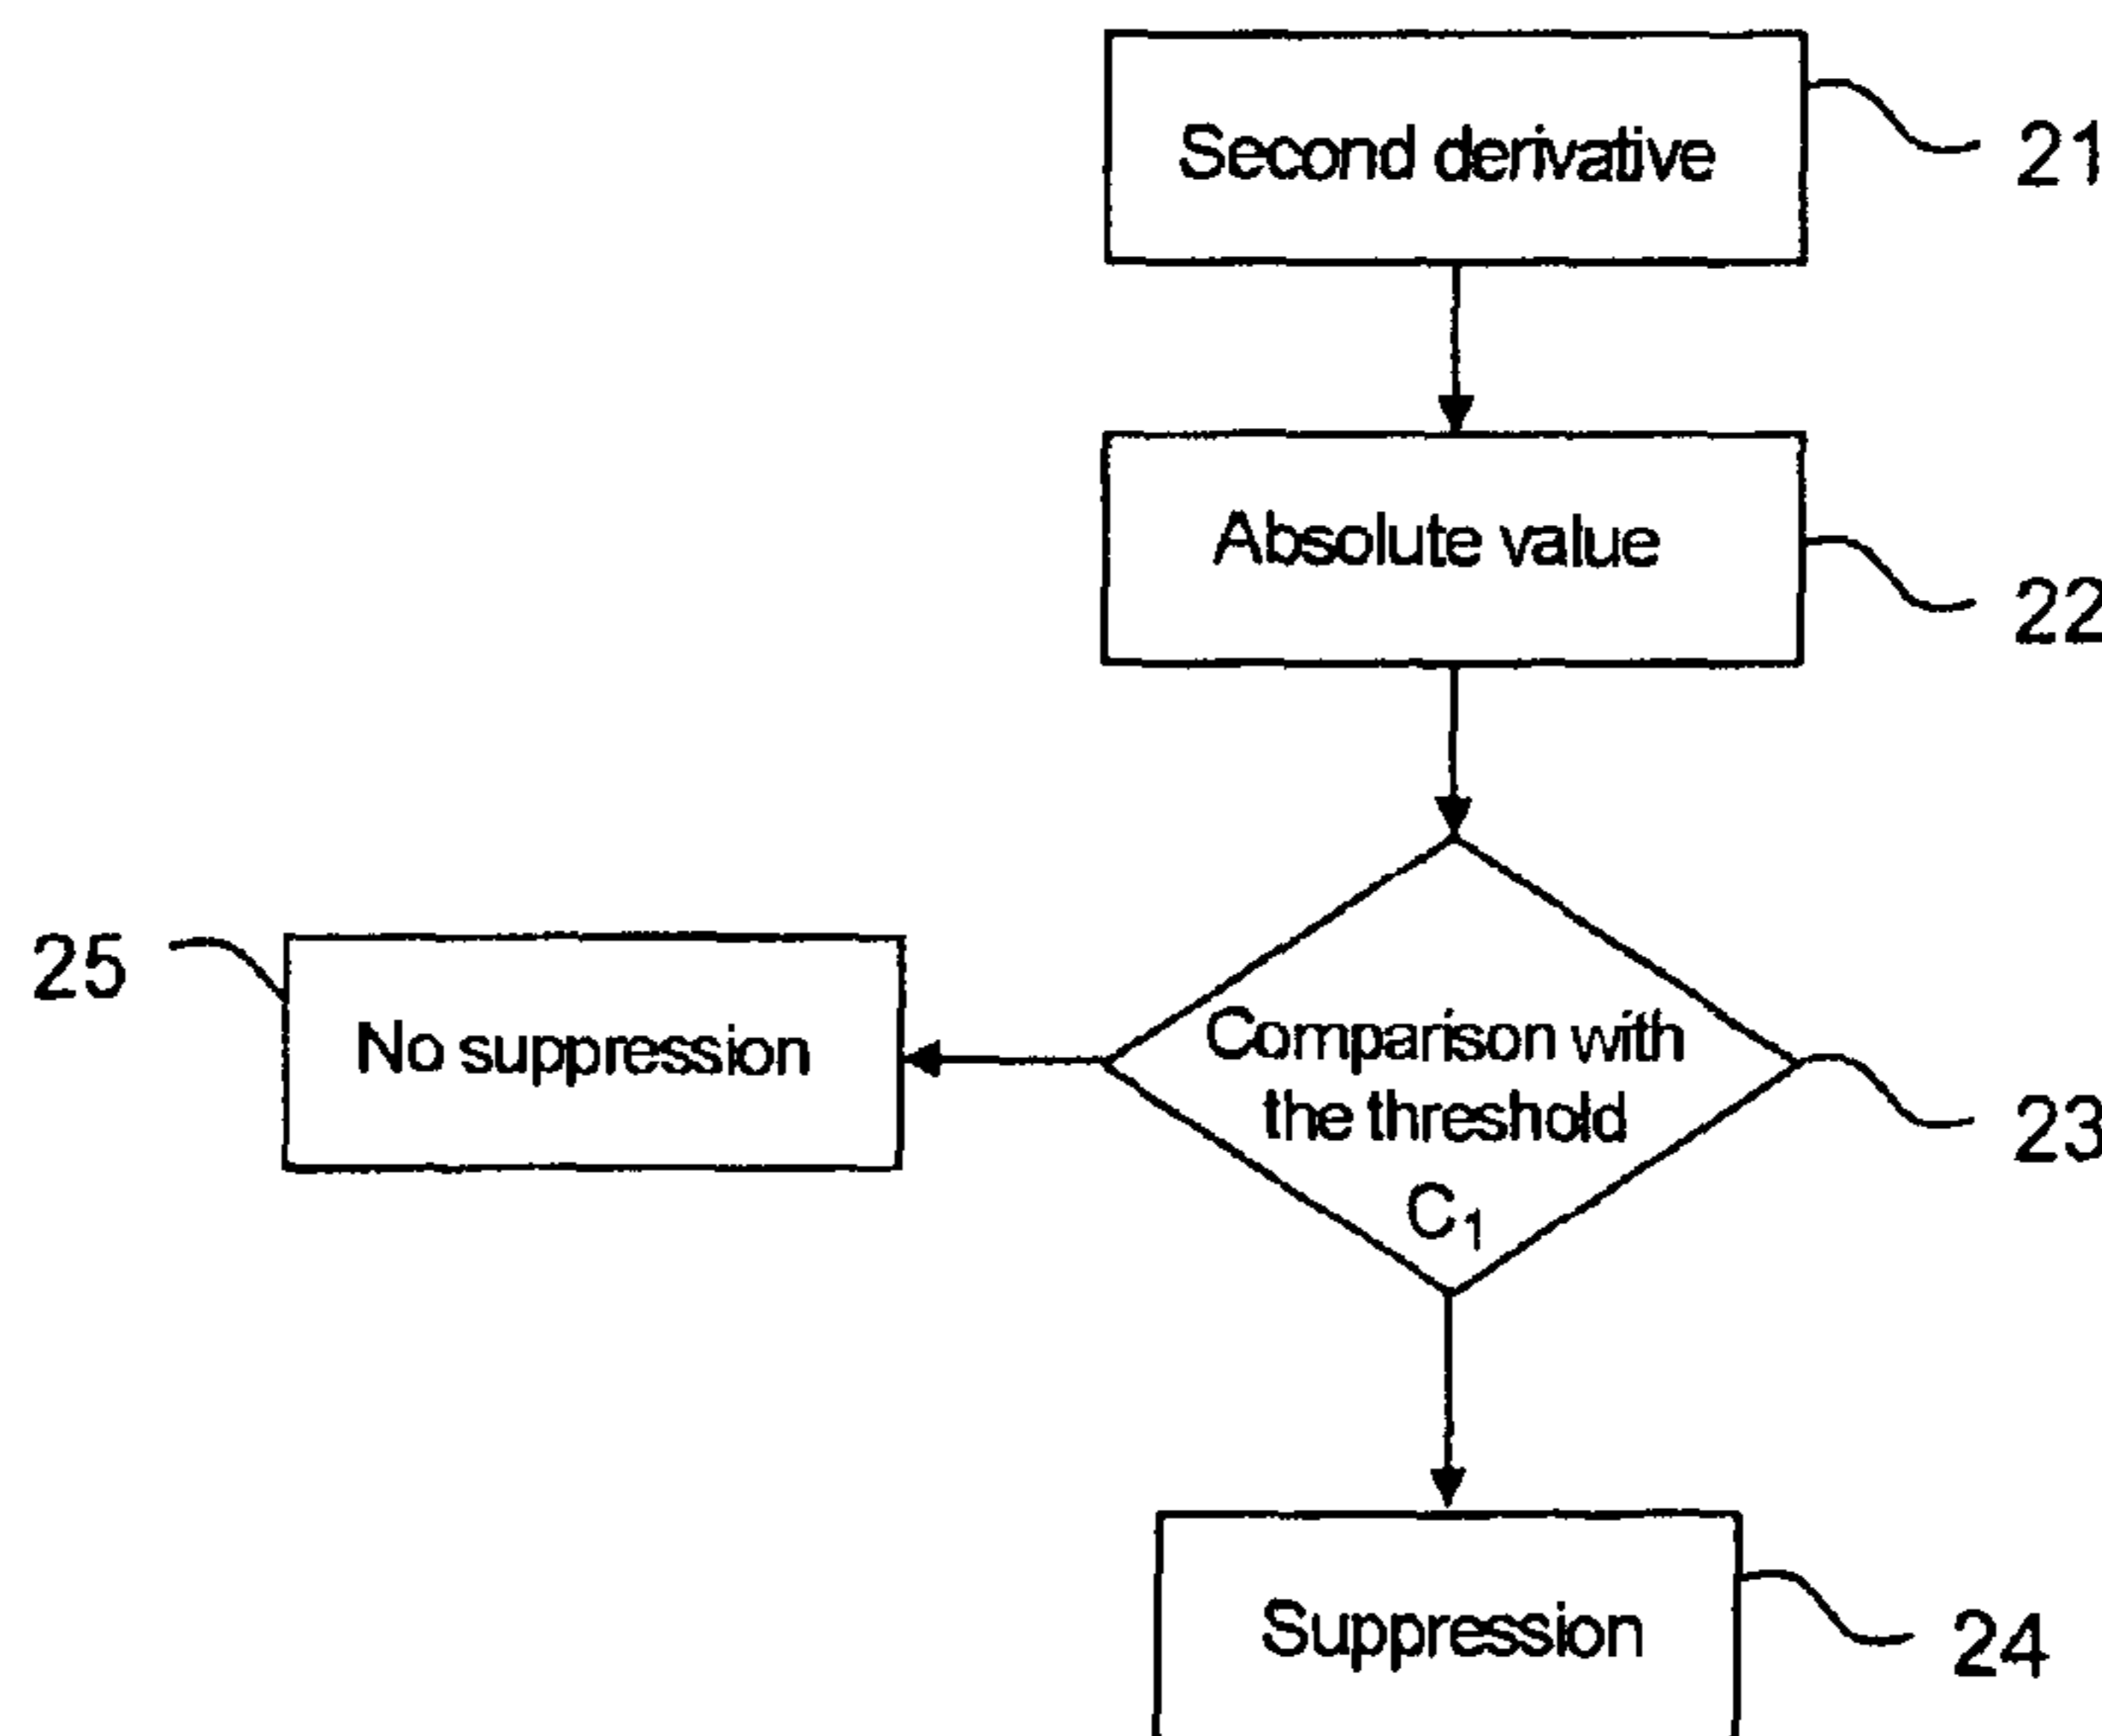 Second derivative
21
Absolute value
22
25
No suppression
Comparison with
the threshold
C₁
23
Suppression
24